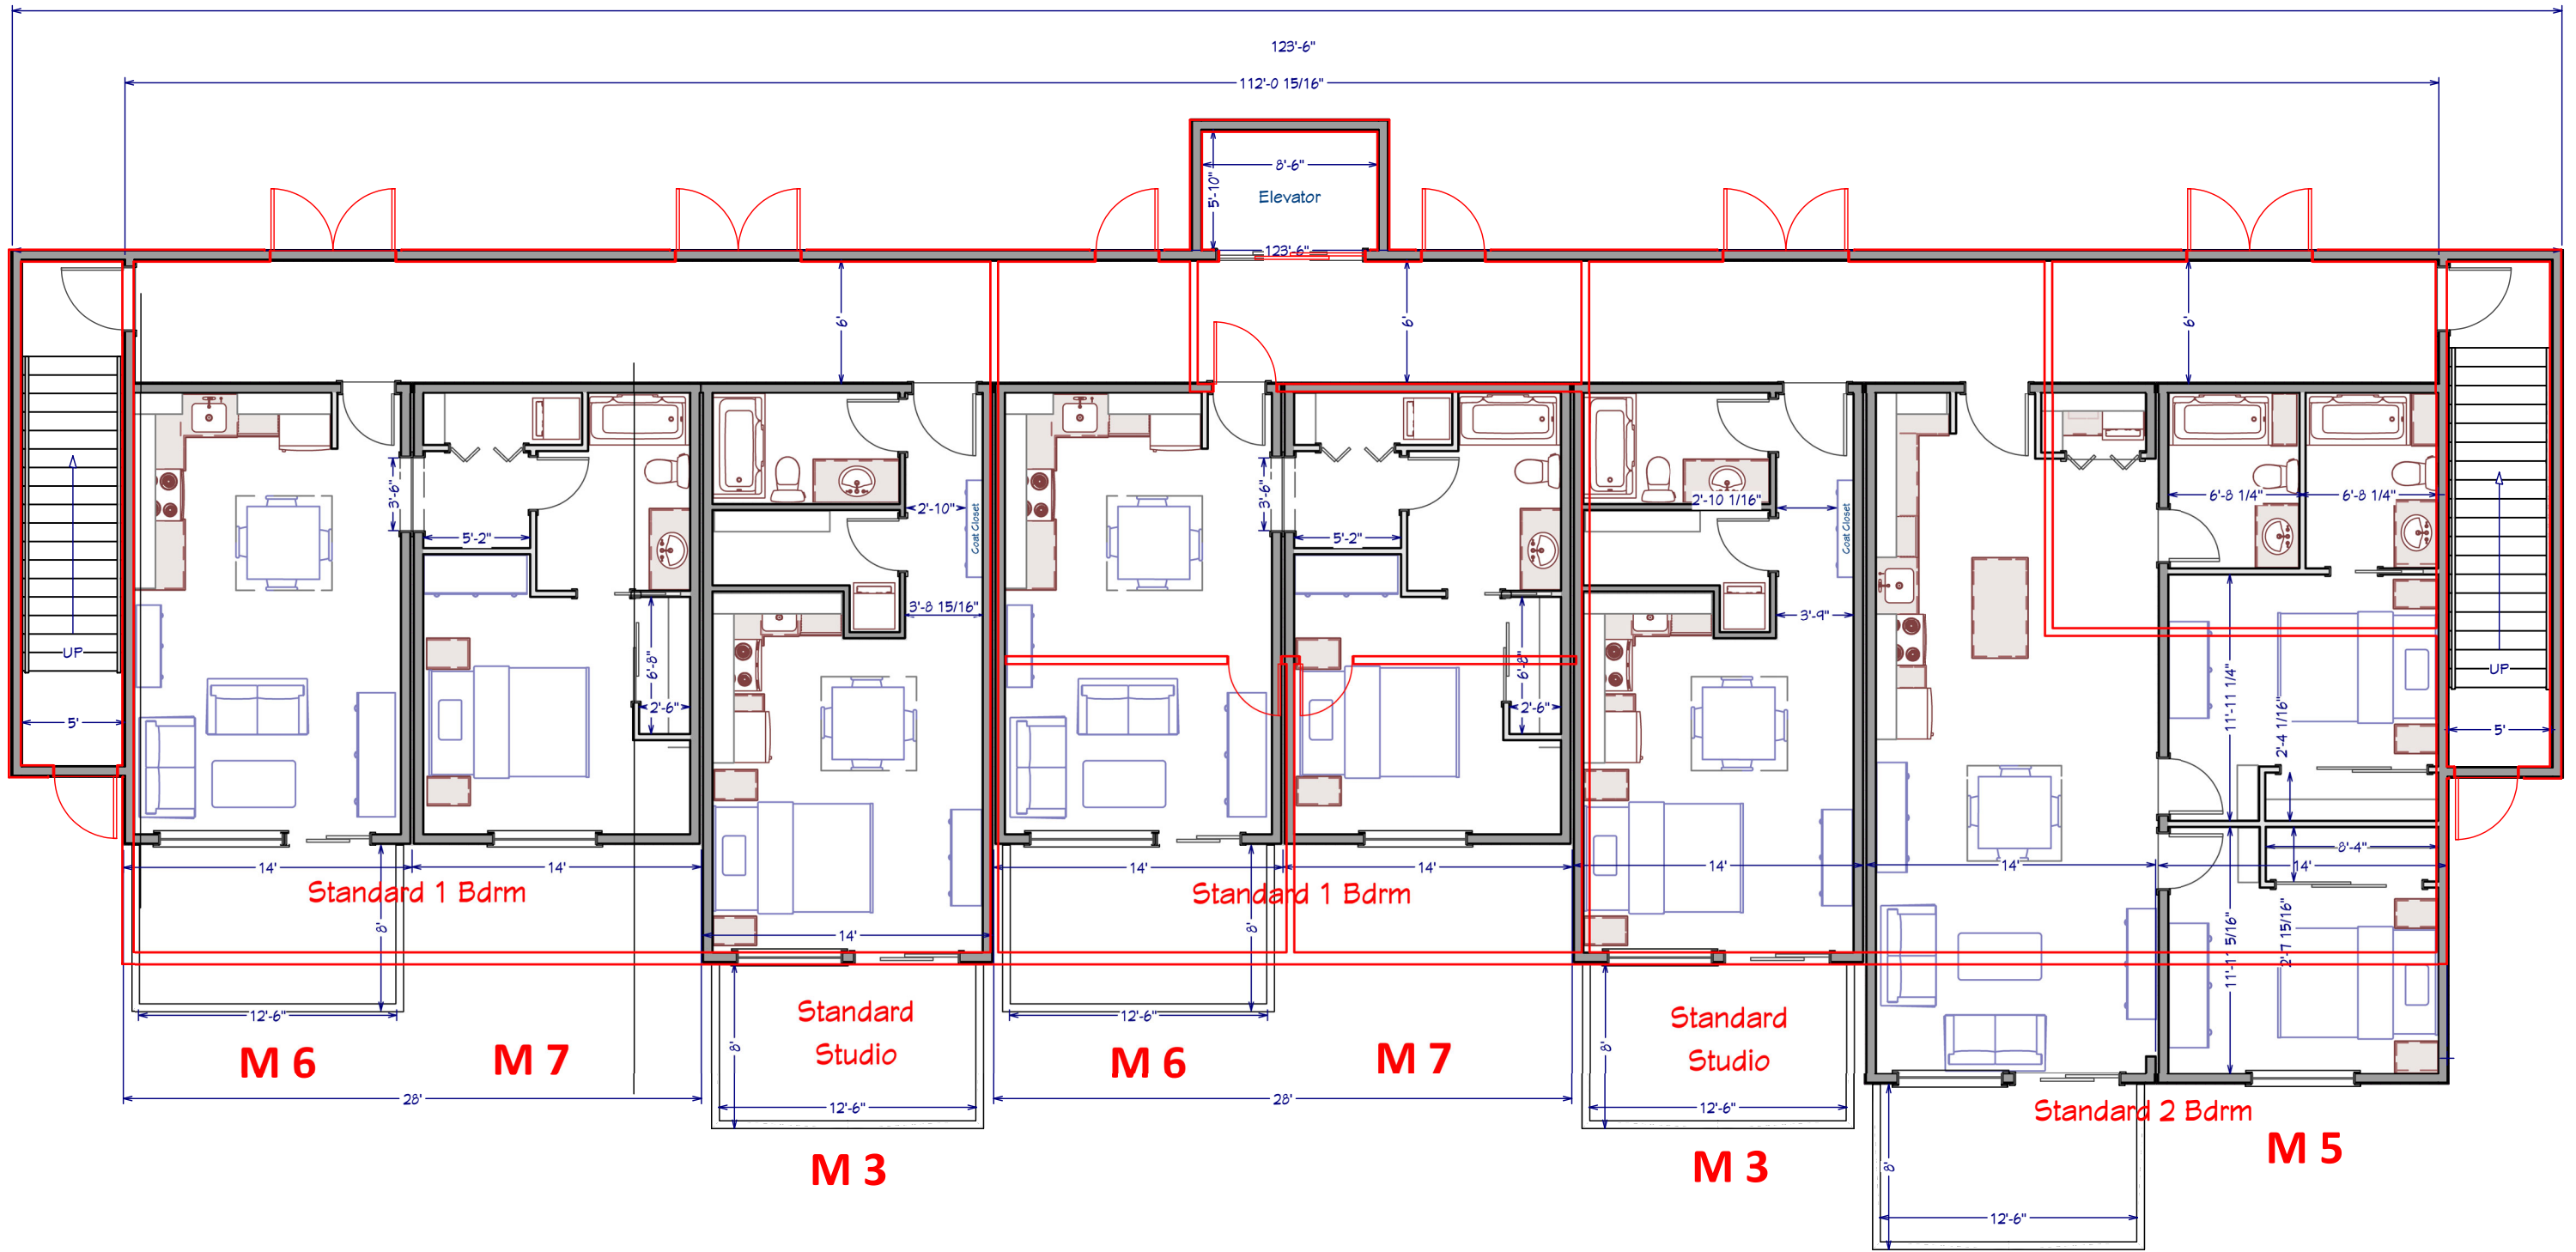 123'-6"
112'-0 15/16"
8'-6"
5'-10"
Elevator
123'-6"
6'
6'
6'
3'-6"
5'-2"
2'-10"
Coat Closet
3'-6"
5'-2"
2'-10 1/16"
Coat Closet
6'-8 1/4"
6'-8 1/4"
3'-8 15/16"
3'-9"
UP
6'-8"
6'-8"
UP
5'
2'-6"
2'-6"
11'-11 1/4"
2'-4 1/16"
5'
8'-4"
14'
14'
14'
14'
14'
14'
14'
Standard 1 Bdrm
Standard 1 Bdrm
8'
14'
8'
2'-7 15/16"
12'-6"
12'-6"
Standard
Studio
Standard
Studio
M 6
M 7
M 6
M 7
8'
8'
28'
28'
12'-6"
12'-6"
Standard 2 Bdrm
M 3
M 3
M 5
8'
12'-6"